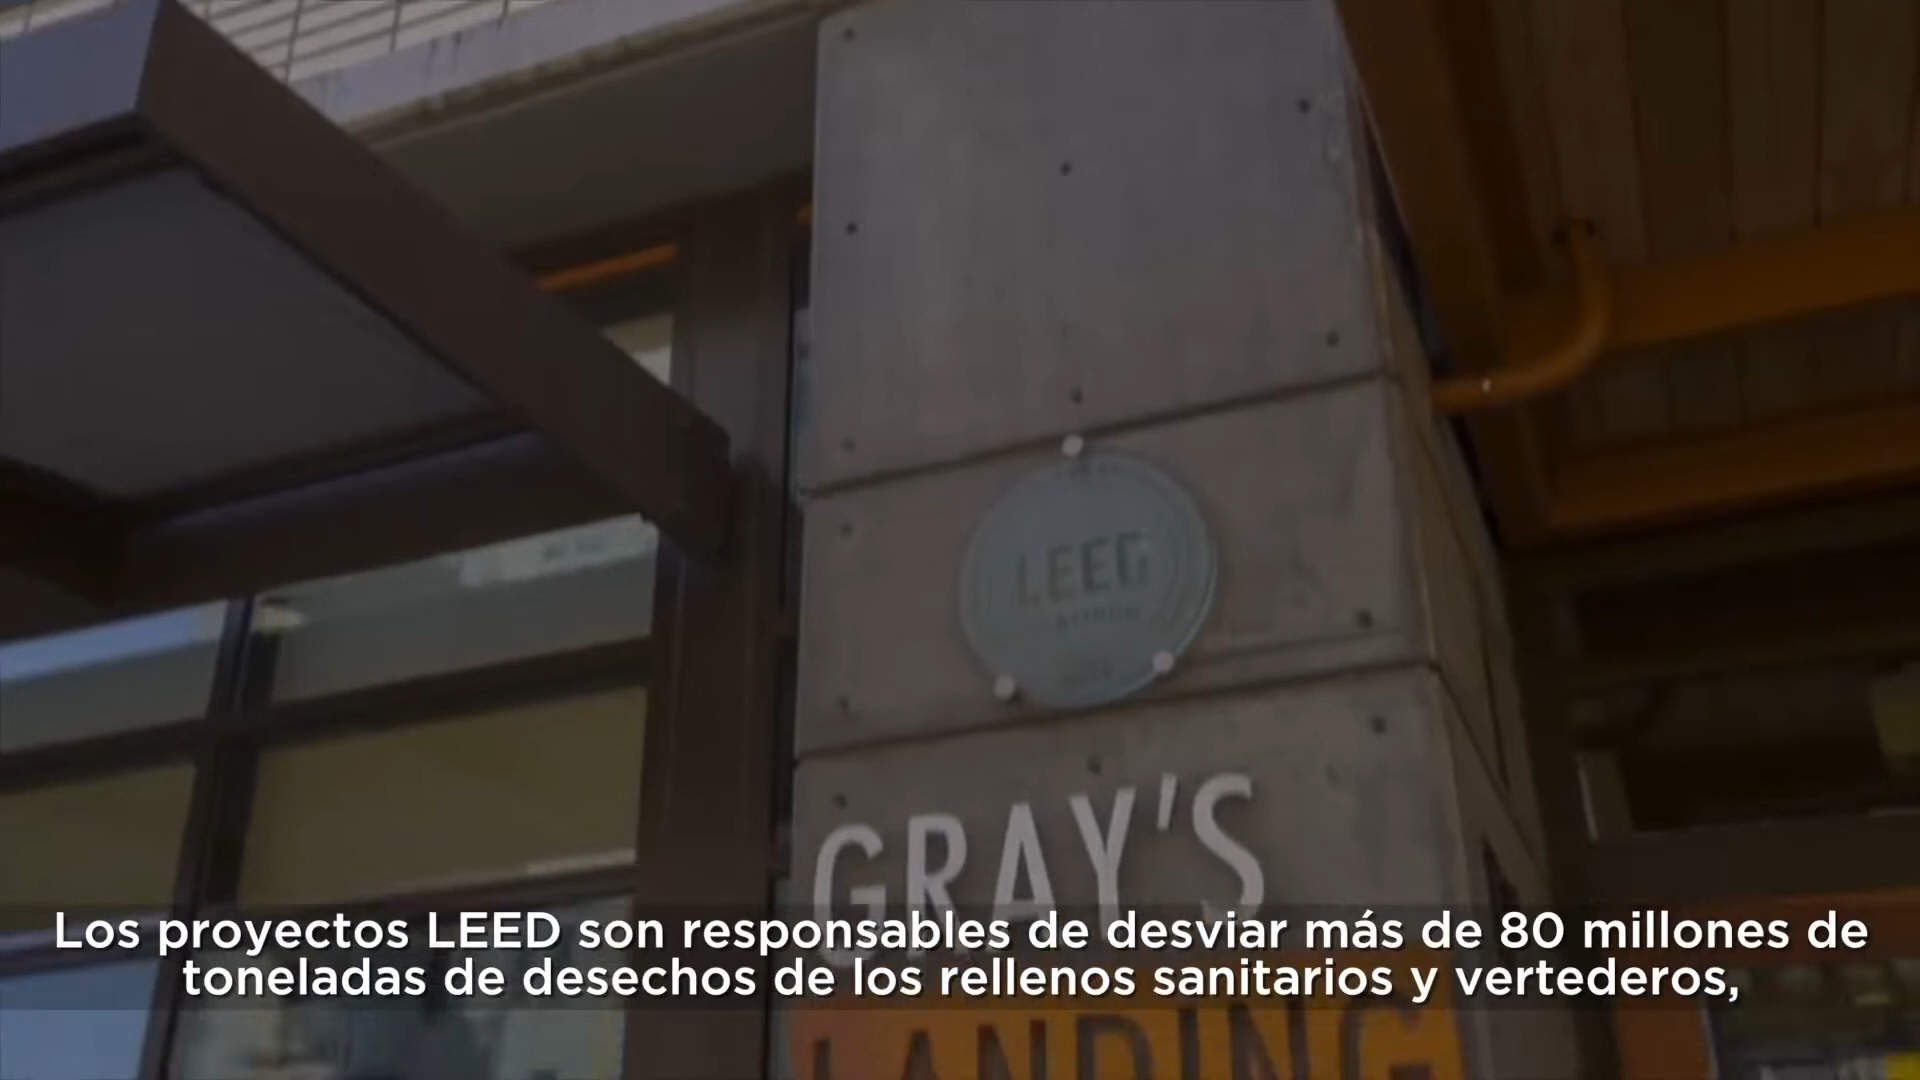 LEED
GRAY'S
LANDING
Los proyectos LEED son responsables de desviar más de 80 millones de
toneladas de desechos de los rellenos sanitarios y vertederos,